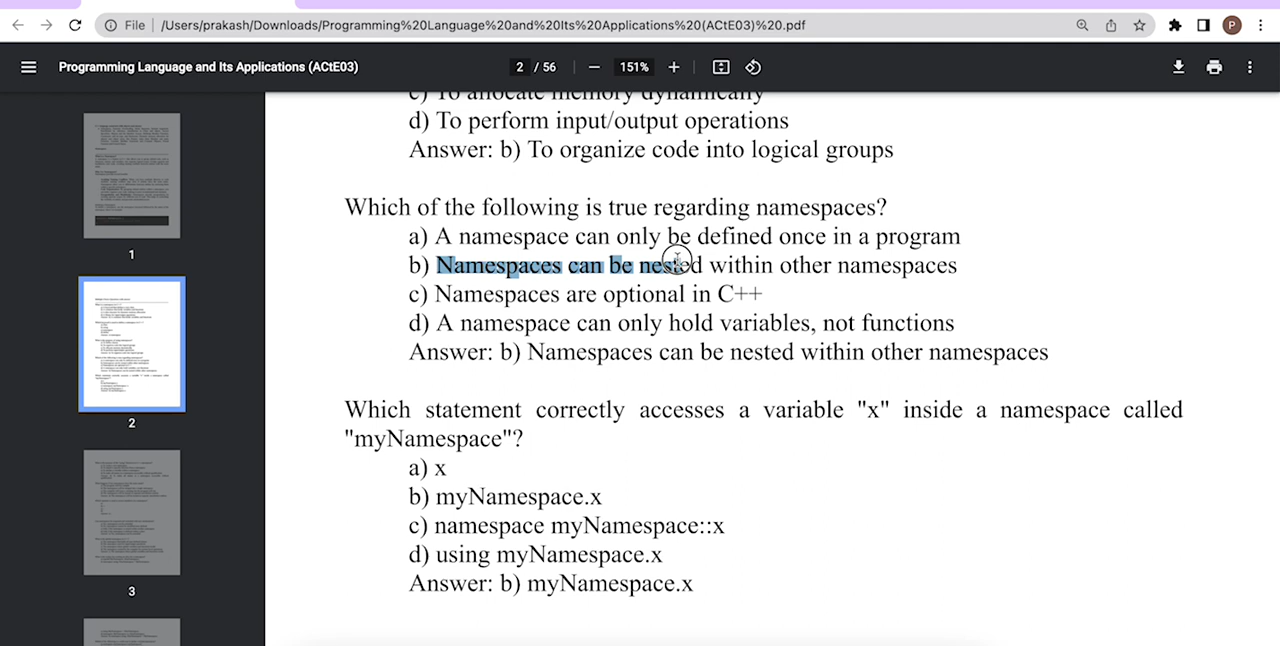 File /Users/prakash/Downloads/Programming%20Language%20and%20Its%20Applications%20(ACtE03)%20.pdf
P
Programming Language and Its Applications (ACtE03)
2 / 56
151%
c) To allocate memory dynamically
d) To perform input/output operations
Answer: b) To organize code into logical groups
Which of the following is true regarding namespaces?
a) A namespace can only be defined once in a program
b) Namespaces can be nested within other namespaces
c) Namespaces are optional in C++
d) A namespace can only hold variables, not functions
Answer: b) Namespaces can be nested within other namespaces
Which statement correctly accesses a variable "x" inside a namespace called
"myNamespace"?
a) x
b) myNamespace.x
c) namespace myNamespace::x
d) using myNamespace.x
Answer: b) myNamespace.x
1
2
3